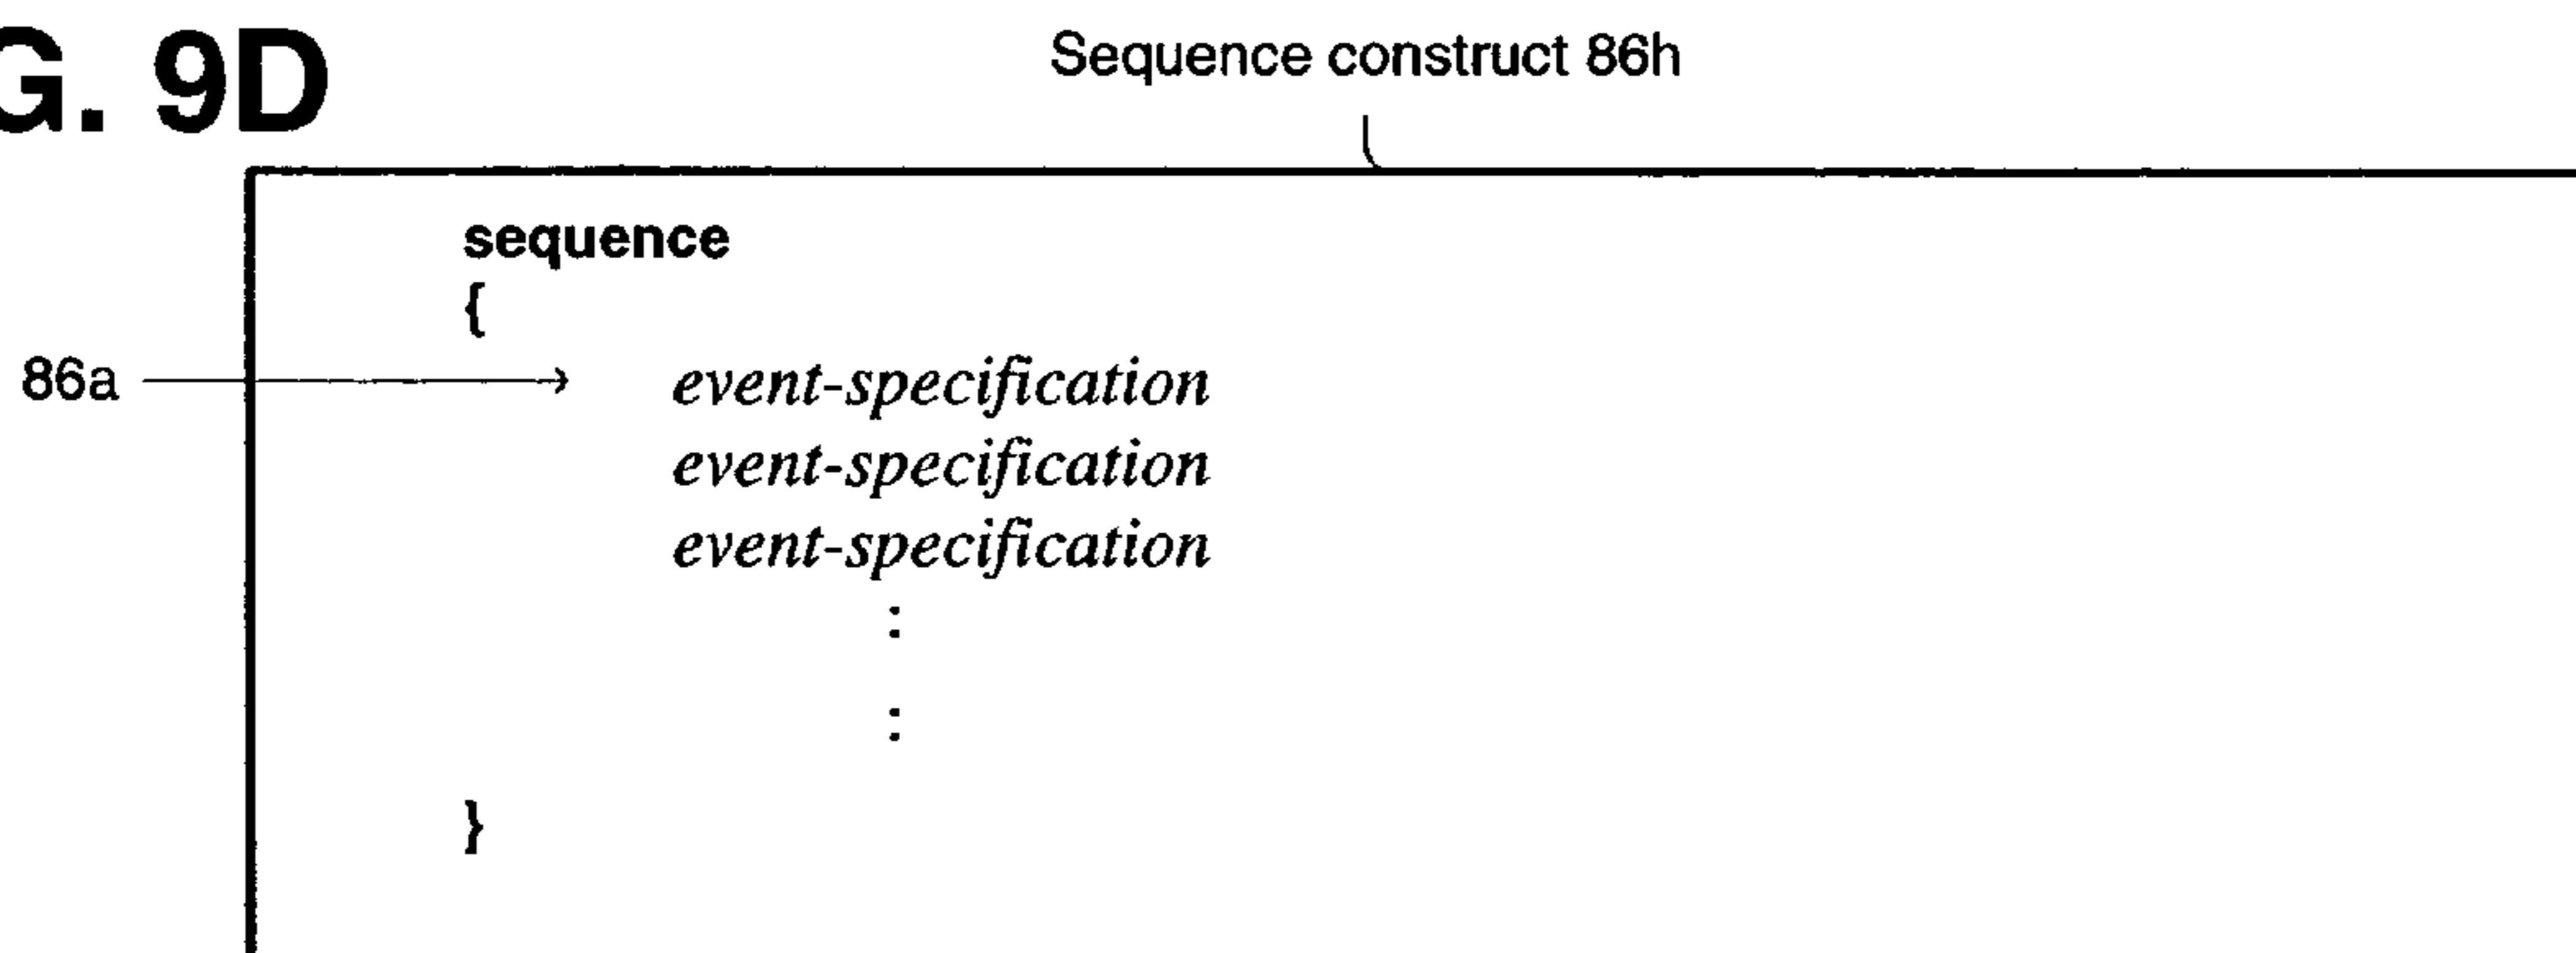 G. 9D
Sequence construct 86h
sequence
{
86a
event-specification
event-specification
event-specification
:
:
}